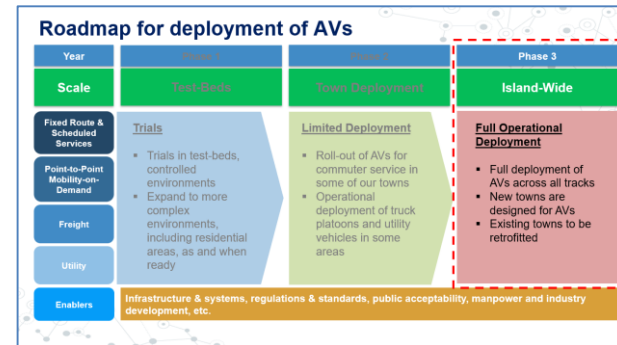 Roadmap for deployment of AVs
Year
Phase 3
Scale
Test-Beds
Town Deployment
Island-Wide
Fixed Route &
Scheduled
Services
Point-to-Point
Mobility-on-
Demand
Freight
Utility
Trials
▪ Trials in test-beds,
controlled
environments
▪ Expand to more
complex
environments,
including residential
areas, as and when
ready
Limited Deployment
▪ Roll-out of AVs for
commuter service in
some of our towns
▪ Operational
deployment of truck
platoons and utility
vehicles in some
areas
Full Operational
Deployment
▪ Full deployment of
AVs across all tracks
▪ New towns are
designed for AVs
▪ Existing towns to be
retrofitted
Enablers
Infrastructure & systems, regulations & standards, public acceptability, manpower and industry
development, etc.